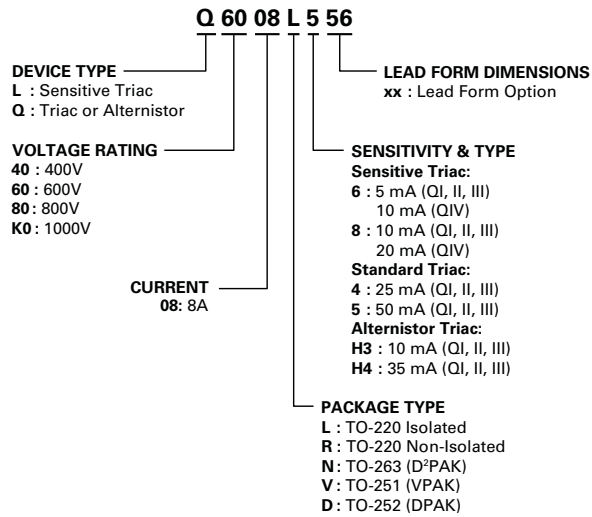 Q 60 08 L 5 56
DEVICE TYPE
L : Sensitive Triac
Q : Triac or Alternistor
VOLTAGE RATING
40 : 400V
60 : 600V
80 : 800V
K0 : 1000V
CURRENT
08: 8A
LEAD FORM DIMENSIONS
xx : Lead Form Option
SENSITIVITY & TYPE
Sensitive Triac:
6 : 5 mA (QI, II, III)
10 mA (QIV)
8 : 10 mA (QI, II, III)
20 mA (QIV)
Standard Triac:
4 : 25 mA (QI, II, III)
5 : 50 mA (QI, II, III)
Alternistor Triac:
H3 : 10 mA (QI, II, III)
H4 : 35 mA (QI, II, III)
PACKAGE TYPE
L : TO-220 Isolated
R : TO-220 Non-Isolated
N : TO-263 (D²PAK)
V : TO-251 (VPAK)
D : TO-252 (DPAK)